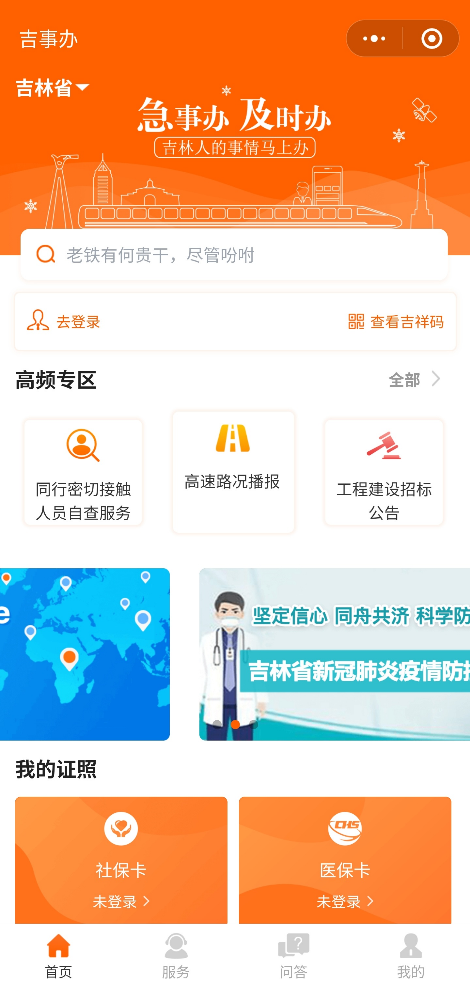 吉事办
吉林省
急事办 及时办
吉林人的事情马上办
老铁有何贵干，尽管吩咐
去登录
查看吉祥码
高频专区
全部
同行密切接触
人员自查服务
高速路况播报
工程建设招标
公告
e
坚定信心 同舟共济 科学防
吉林省新冠肺炎疫情防控
我的证照
社保卡
未登录
CHS
医保卡
未登录
首页
服务
问答
我的